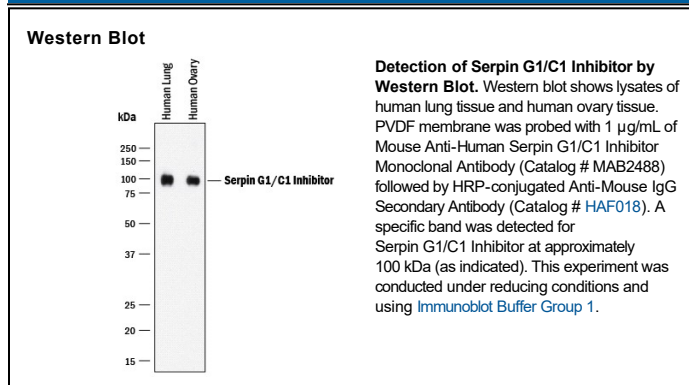 Western Blot
Human Lung
Human Ovary
kDa
250
150
100
75
50
37
25
20
15
Serpin G1/C1 Inhibitor
Detection of Serpin G1/C1 Inhibitor by
Western Blot. Western blot shows lysates of
human lung tissue and human ovary tissue.
PVDF membrane was probed with 1 µg/mL of
Mouse Anti-Human Serpin G1/C1 Inhibitor
Monoclonal Antibody (Catalog # MAB2488)
followed by HRP-conjugated Anti-Mouse IgG
Secondary Antibody (Catalog # HAF018). A
specific band was detected for
Serpin G1/C1 Inhibitor at approximately
100 kDa (as indicated). This experiment was
conducted under reducing conditions and
using Immunoblot Buffer Group 1.